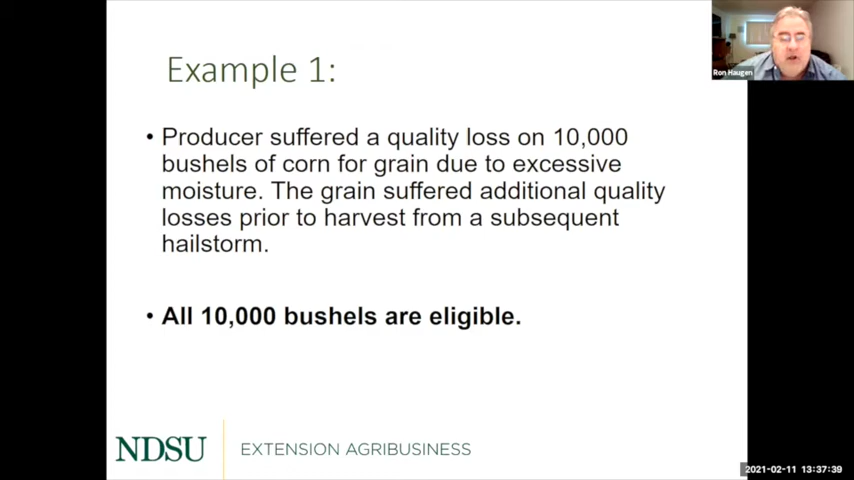 Example 1:
Ron Haugen
• Producer suffered a quality loss on 10,000
bushels of corn for grain due to excessive
moisture. The grain suffered additional quality
losses prior to harvest from a subsequent
hailstorm.
• All 10,000 bushels are eligible.
NDSU EXTENSION AGRIBUSINESS
2021-02-11 13:37:39